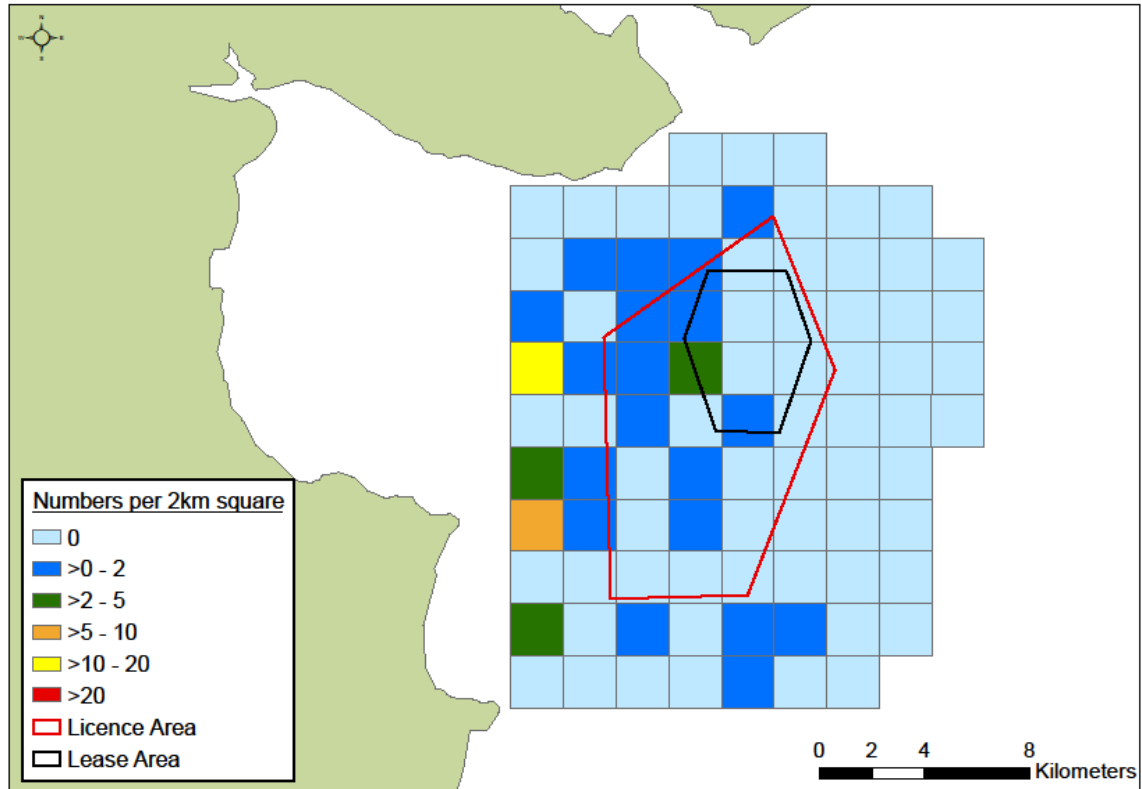 N
W E
S
Numbers per 2km square
0
>0 - 2
>2 - 5
>5 - 10
>10 - 20
>20
Licence Area
Lease Area
0 2 4 8
Kilometers